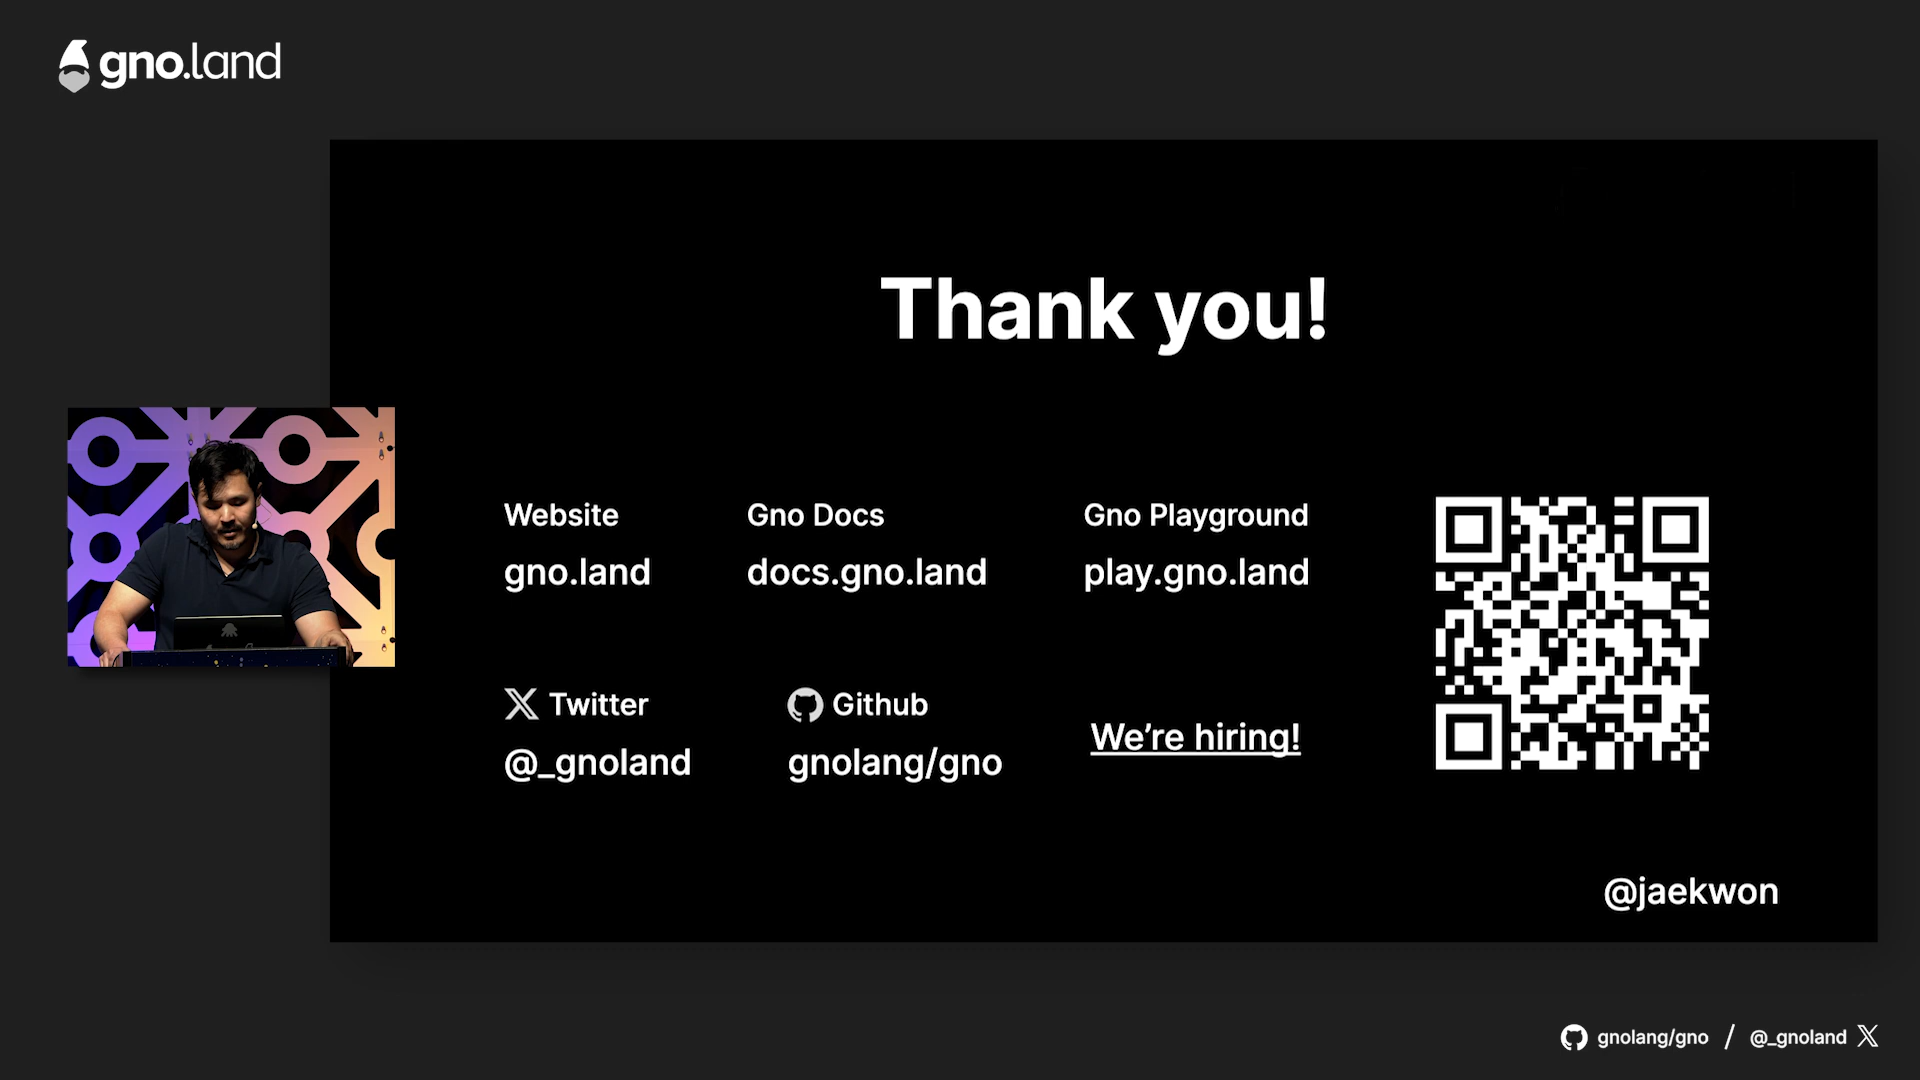 gno.land
Thank you!
Website
gno.land
Gno Docs
docs.gno.land
Gno Playground
play.gno.land
Twitter
@_gnoland
Github
gnolang/gno
We’re hiring!
@jaekwon
gnolang/gno / @_gnoland